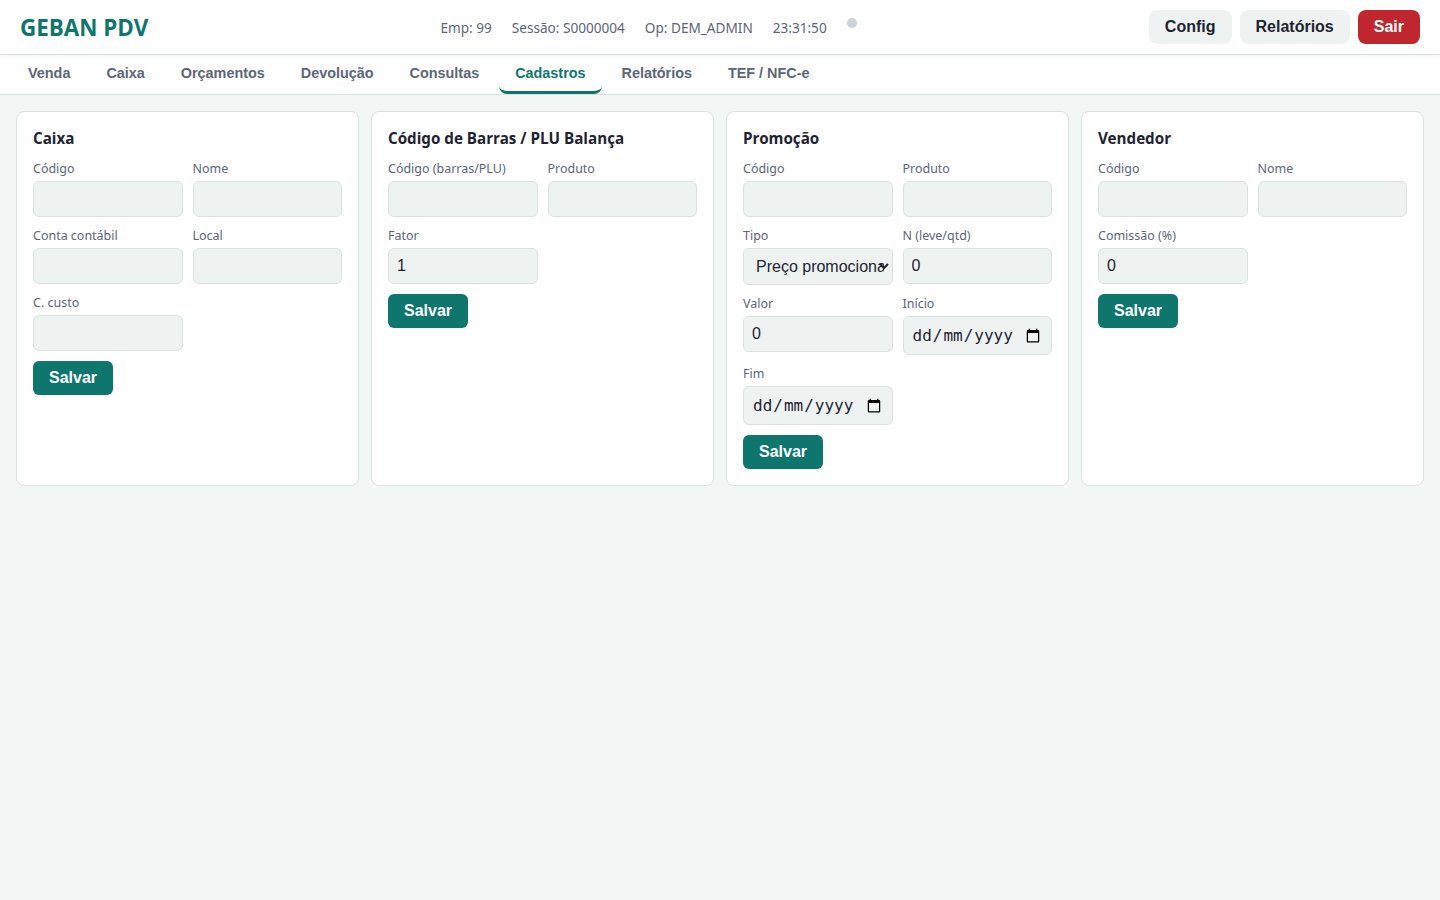 GEBAN PDV
Emp: 99 Sessão: S0000004 Op: DEM_ADMIN 23:31:50
Config Relatórios Sair
Venda Caixa Orçamentos Devolução Consultas Cadastros Relatórios TEF / NFC-e
Caixa
Código Nome
Conta contábil Local
C. custo
Salvar
Código de Barras / PLU Balança
Código (barras/PLU) Produto
Fator
1
Salvar
Promoção
Código Produto
Tipo N (leve/qtd)
Preço promociona 0
Valor Início
0 dd/mm/yyyy
Fim
dd/mm/yyyy
Salvar
Vendedor
Código Nome
Comissão (%)
0
Salvar